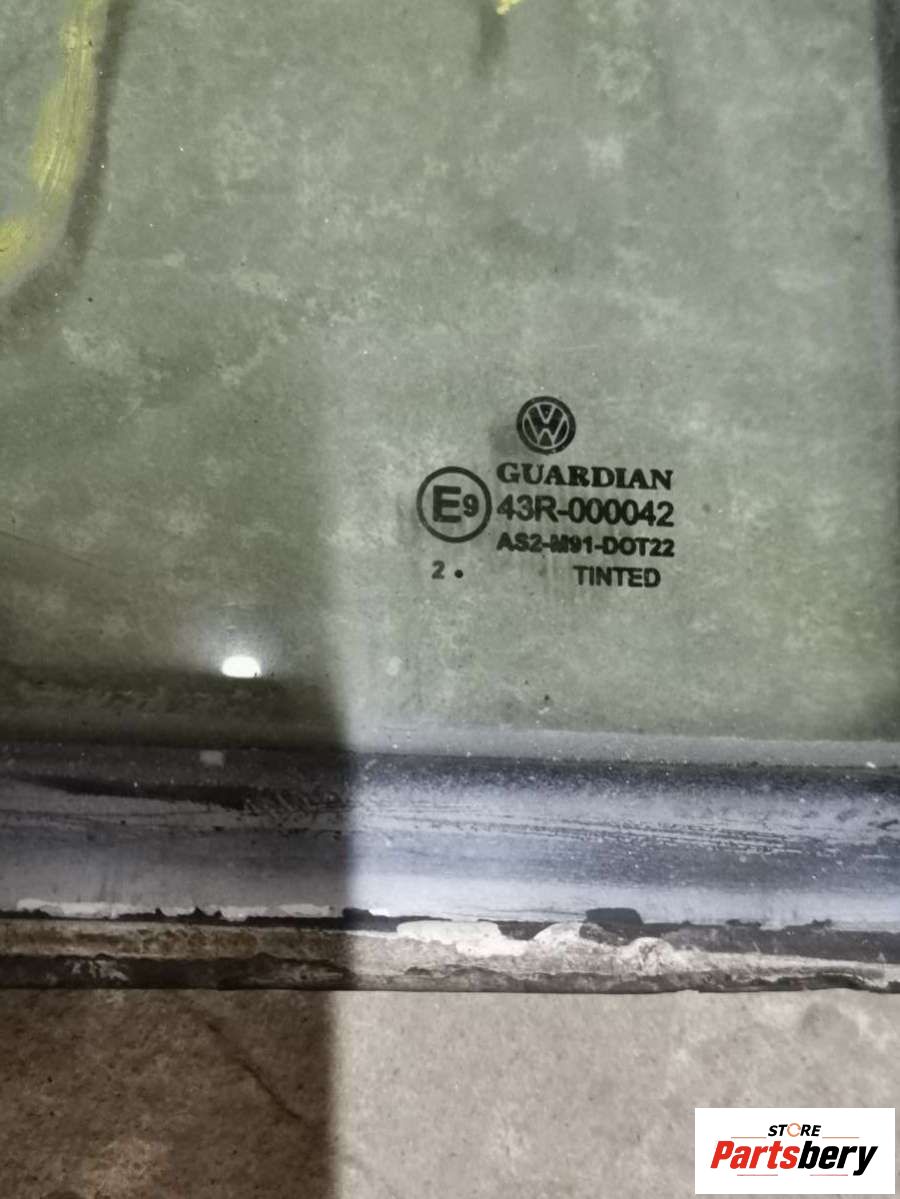 GUARDIAN
E9 43R-000042
AS2-M91-DOT22
2 . TINTED
STORE
Partsbery